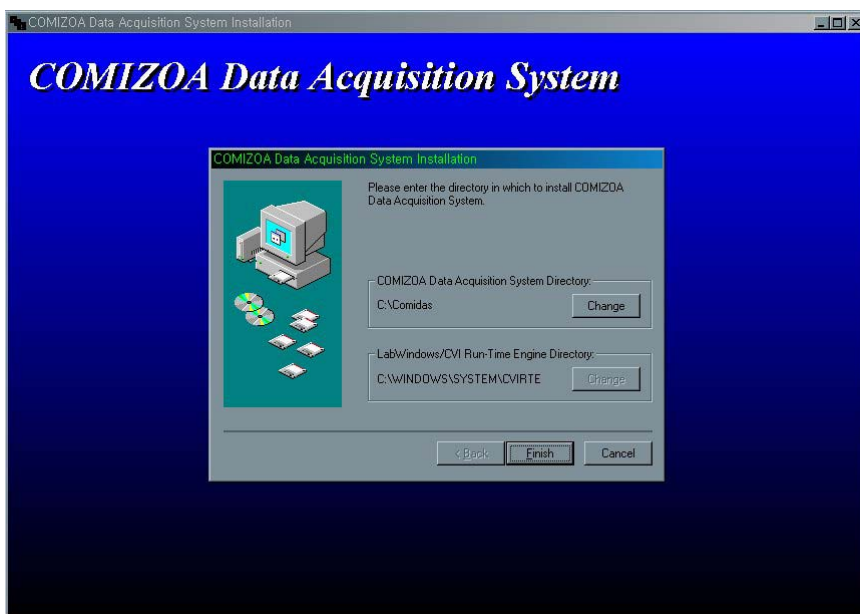 COMIZOA Data Acquisition System Installation
COMIZOA Data Acquisition System
COMIZOA Data Acquisition System Installation
Please enter the directory in which to install COMIZOA
Data Acquisition System.
COMIZOA Data Acquisition System Directory:
C:\Comidas
Change
LabWindows/CVI Run-Time Engine Directory:
C:\WINDOWS\SYSTEM\CVIRTE
Change
< Back
Finish
Cancel